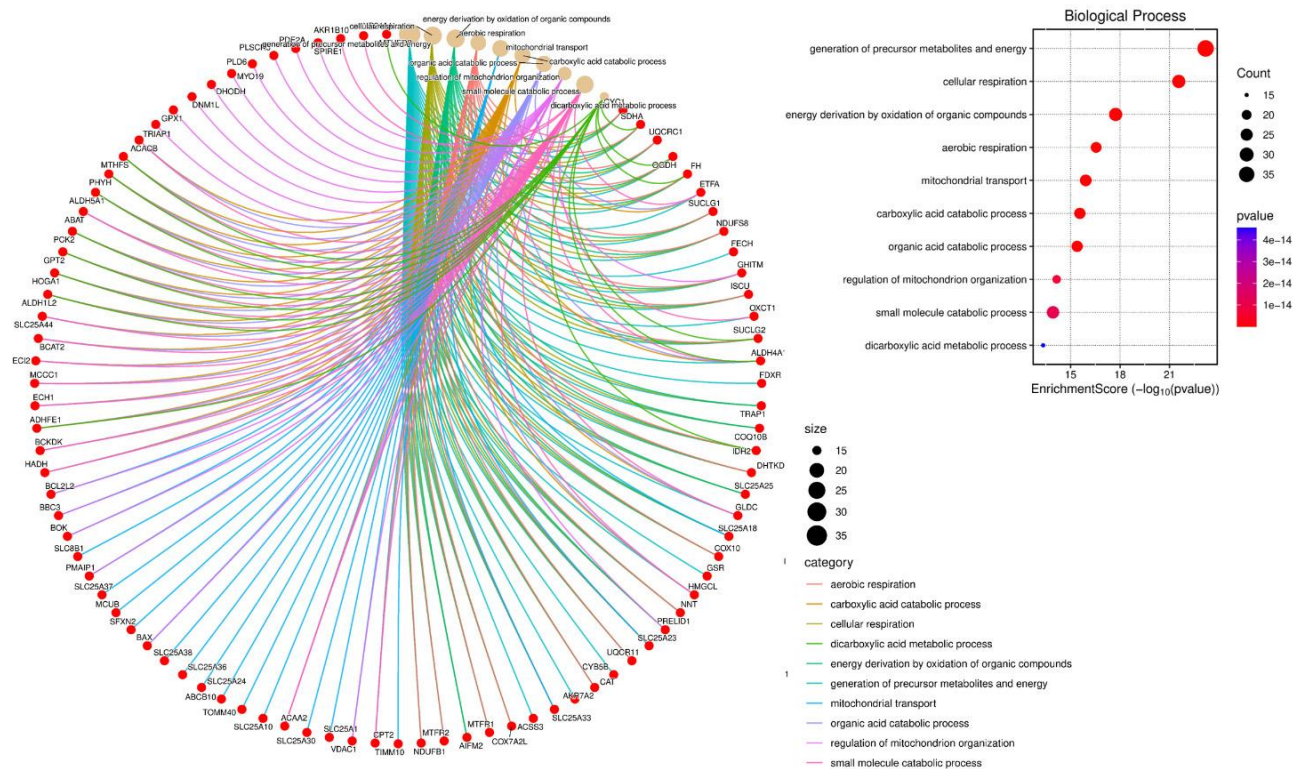 energy derivation by oxidation of organic compounds
cellular respiration
aerobic respiration
generation of precursor metabolites and energy
mitochondrial transport
organic acid catabolic process
carboxylic acid catabolic process
regulation of mitochondrion organization
small molecule catabolic process
dicarboxylic acid metabolic process
AKR1B10
SPIRE1
PDE2A
PLD6
MYO19
DHODH
DNM1L
GPX1
TRIAP1
ACACB
MTHFS
PHYH
ALDH5A1
ABAT
PCK2
GPT2
HOGA1
ALDH1L2
SLC25A44
BCAT2
ECI2
MCCC1
ECH1
ADHFE1
BCKDK
HADH
BCL2L2
BBC3
BOK
SLC8B1
PMAIP1
SLC25A37
MCUB
SFXN2
BAX
SLC25A38
SLC25A36
SLC25A24
ABCB10
TOMM40
SLC25A10
ACAA2
SLC25A30
SLC25A1
VDAC1
CPT2
TIMM10
NDUFB1
MTFR2
AIFM2
MTFR1
COX7A2L
ACSS3
SLC25A33
AKR7A2
CAT
CYB5B
UQCR11
SLC25A23
PRELID1
NNT
HMGCL
GSR
COX10
SLC25A18
GLDC
SLC25A25
DHTKD
IDH2
COQ10B
TRAP1
FDXR
ALDH4A
SUCLG2
OXCT1
ISCU
GHITM
FECH
NDUFS8
SUCLG1
ETFA
FH
OGDH
UQCRC1
SDHA
CYC1
Biological Process
generation of precursor metabolites and energy
cellular respiration
energy derivation by oxidation of organic compounds
aerobic respiration
mitochondrial transport
carboxylic acid catabolic process
organic acid catabolic process
regulation of mitochondrion organization
small molecule catabolic process
dicarboxylic acid metabolic process
15 18 21
EnrichmentScore (−log10(pvalue))
Count
15
20
25
30
35
pvalue
4e−14
3e−14
2e−14
1e−14
size
15
20
25
30
35
category
aerobic respiration
carboxylic acid catabolic process
cellular respiration
dicarboxylic acid metabolic process
energy derivation by oxidation of organic compounds
generation of precursor metabolites and energy
mitochondrial transport
organic acid catabolic process
regulation of mitochondrion organization
small molecule catabolic process